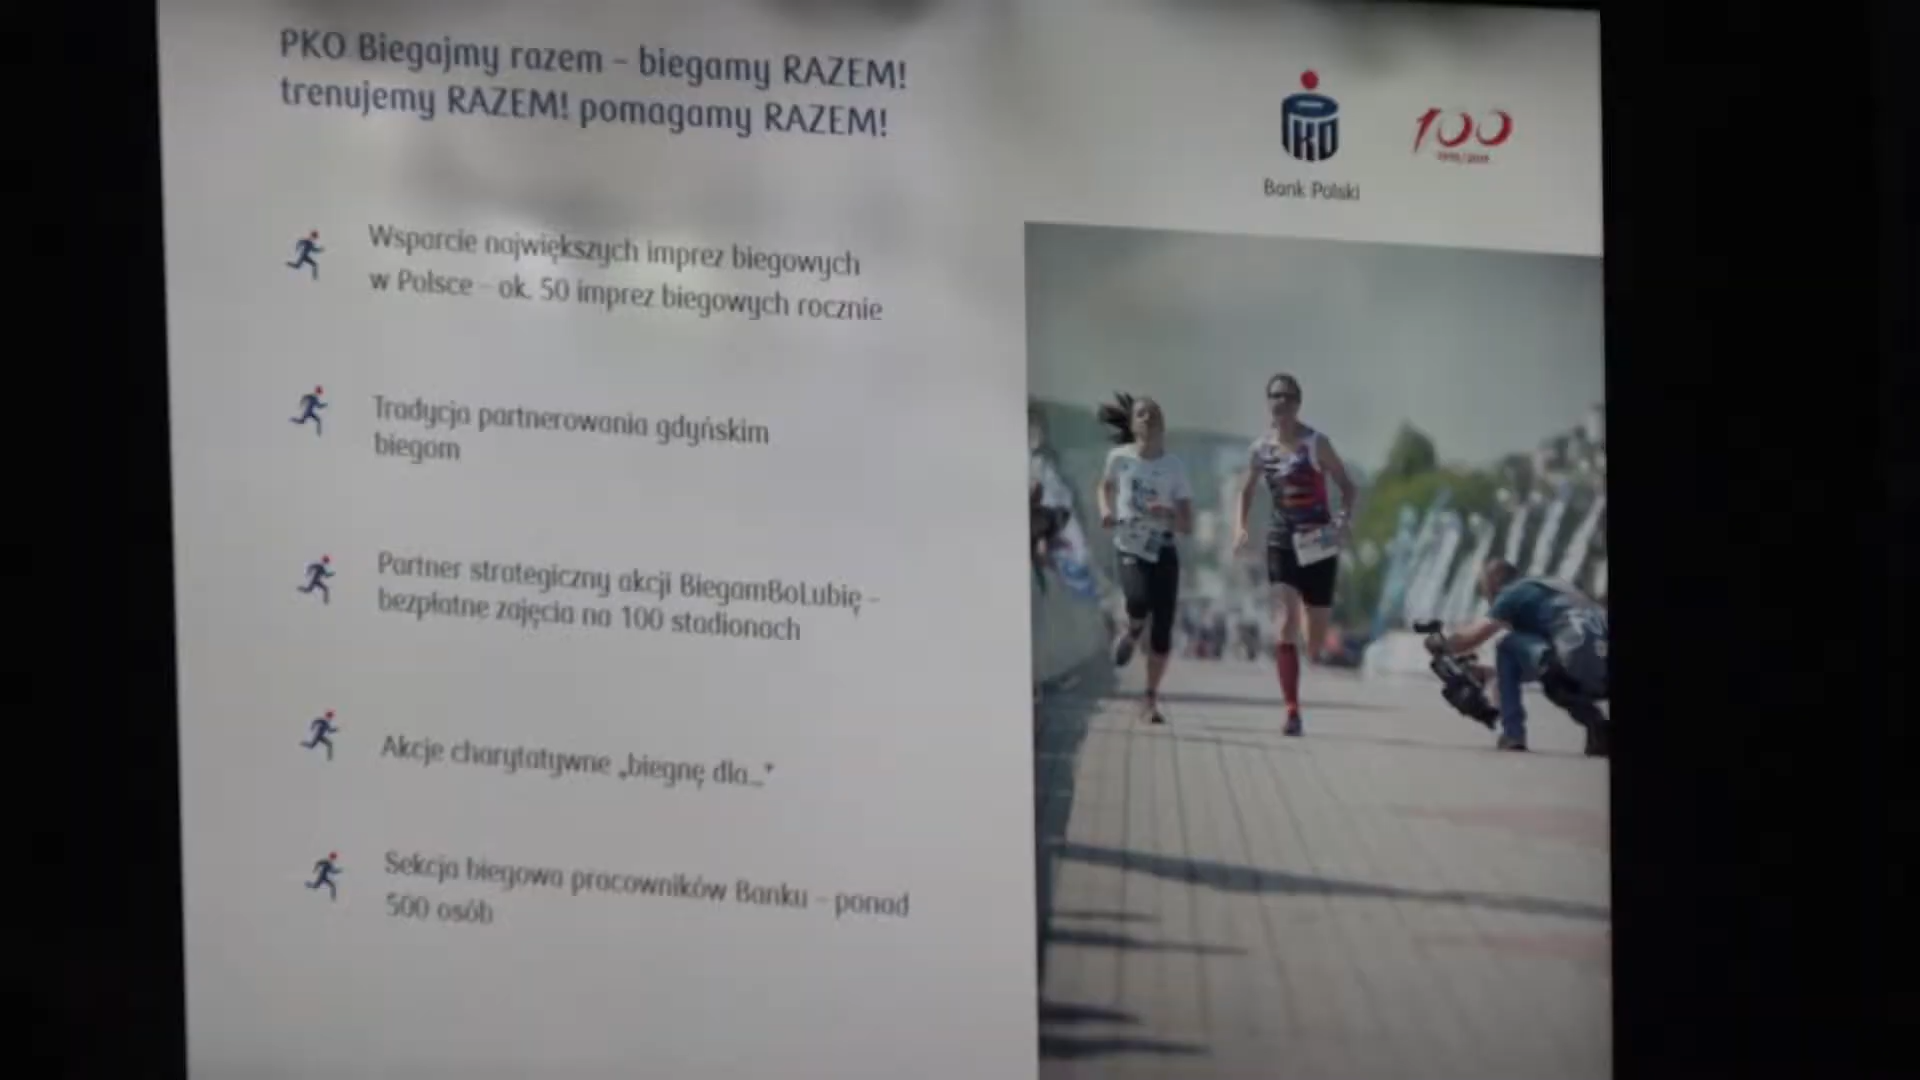 PKO Biegajmy razem – biegamy RAZEM!
trenujemy RAZEM! pomagamy RAZEM!
PKO
Bank Polski
100
Wsparcie największych imprez biegowych
w Polsce – ok. 50 imprez biegowych rocznie
Tradycja partnerowania gdyńskim
biegom
Partner strategiczny akcji BiegamBoLubię –
bezpłatne zajęcia na 100 stadionach
Akcje charytatywne „biegnę dla..."
Sekcja biegowa pracowników Banku – ponad
500 osób